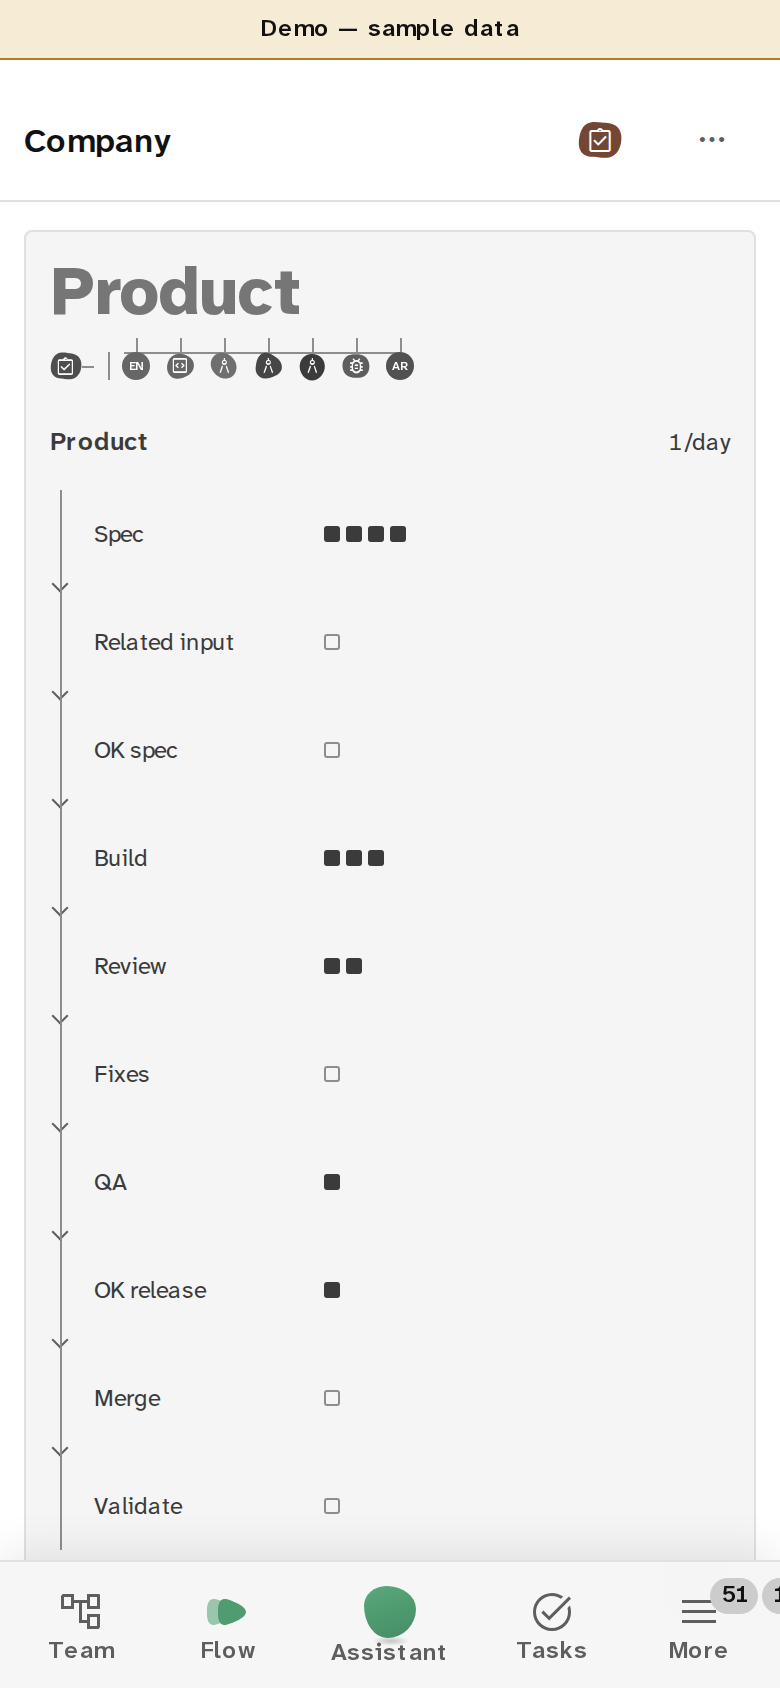 Demo — sample data
Company
Product
EN
AR
Product 1/day
Spec
Related input
OK spec
Build
Review
Fixes
QA
OK release
Merge
Validate
51
Team Flow Assistant Tasks More